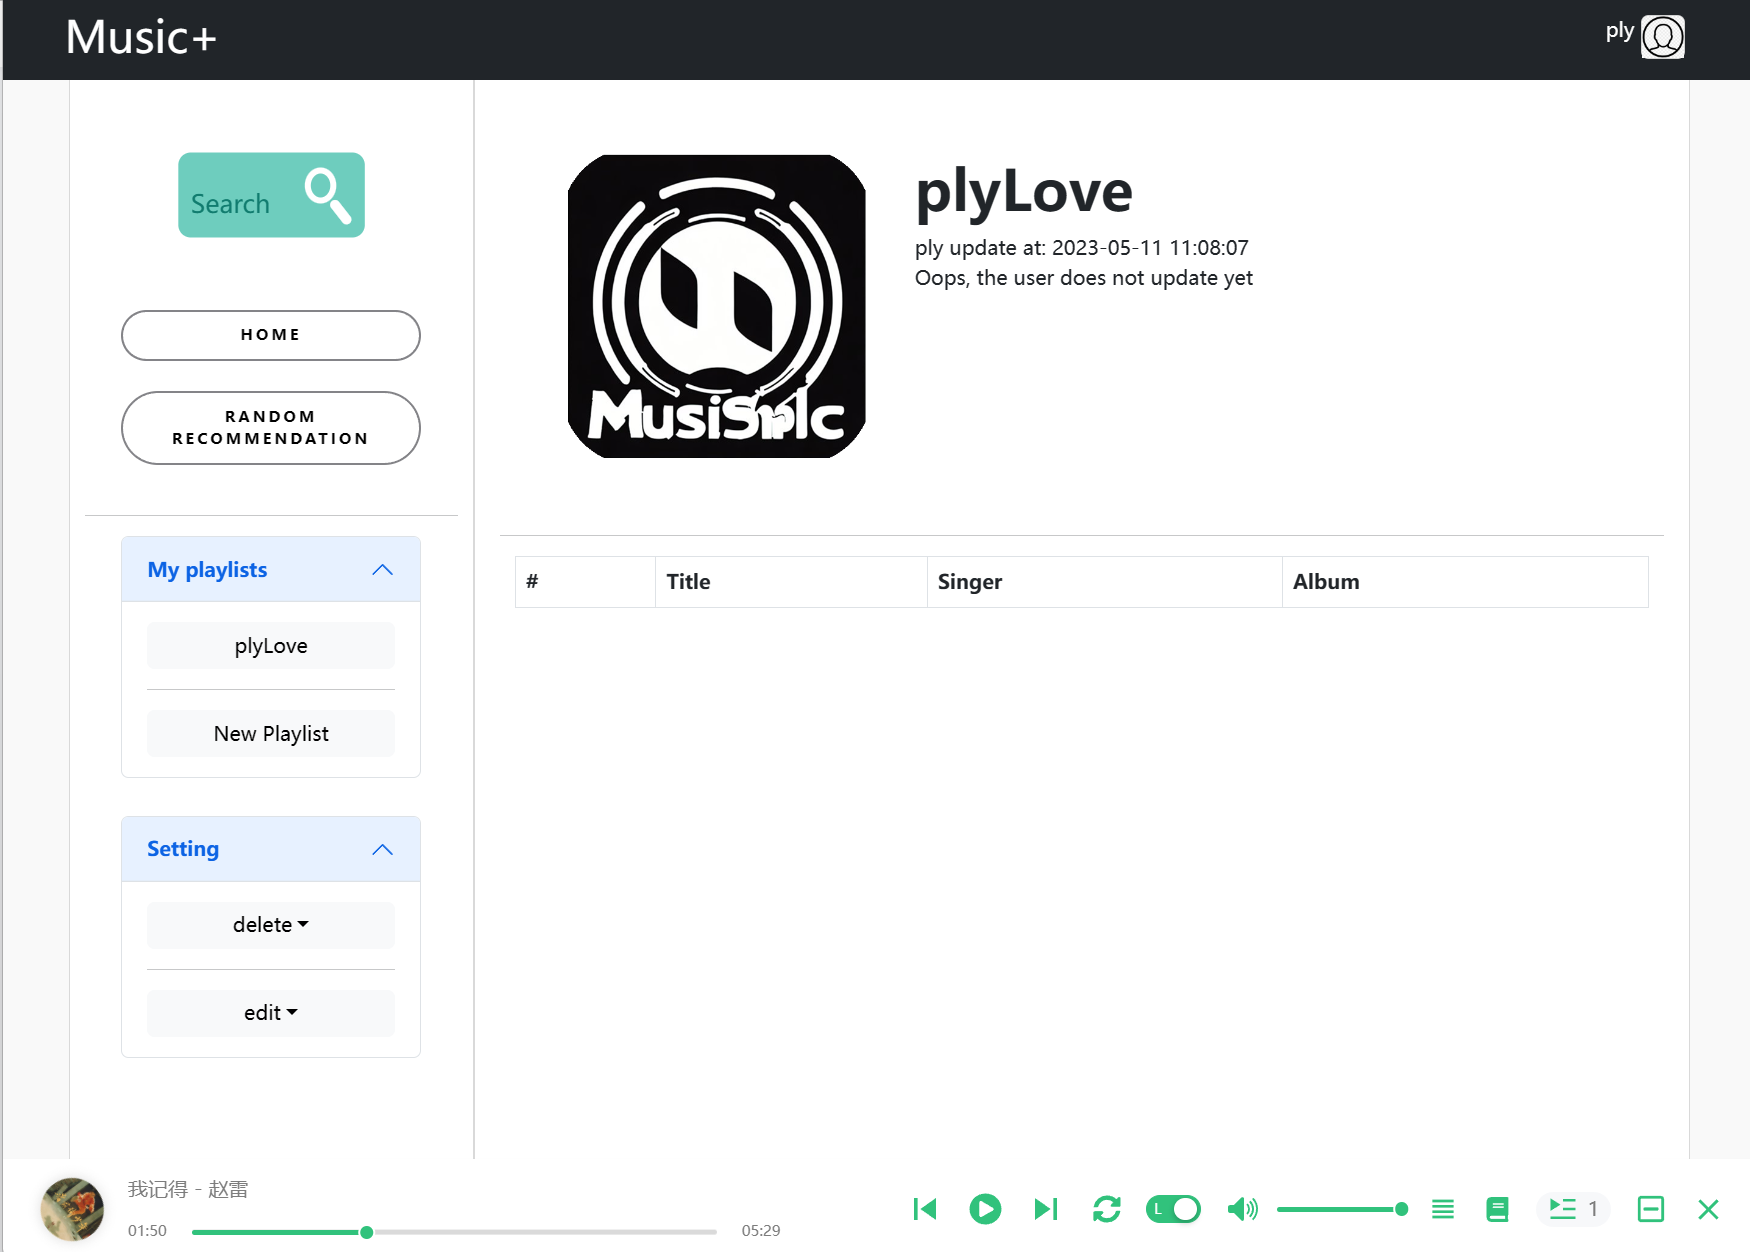 Music+
ply
Search
HOME
RANDOM
RECOMMENDATION
My playlists
plyLove
New Playlist
Setting
delete
edit
MusiSmplc
plyLove
ply update at: 2023-05-11 11:08:07
Oops, the user does not update yet
# Title Singer Album
我记得 - 赵雷
01:50
05:29
L
1